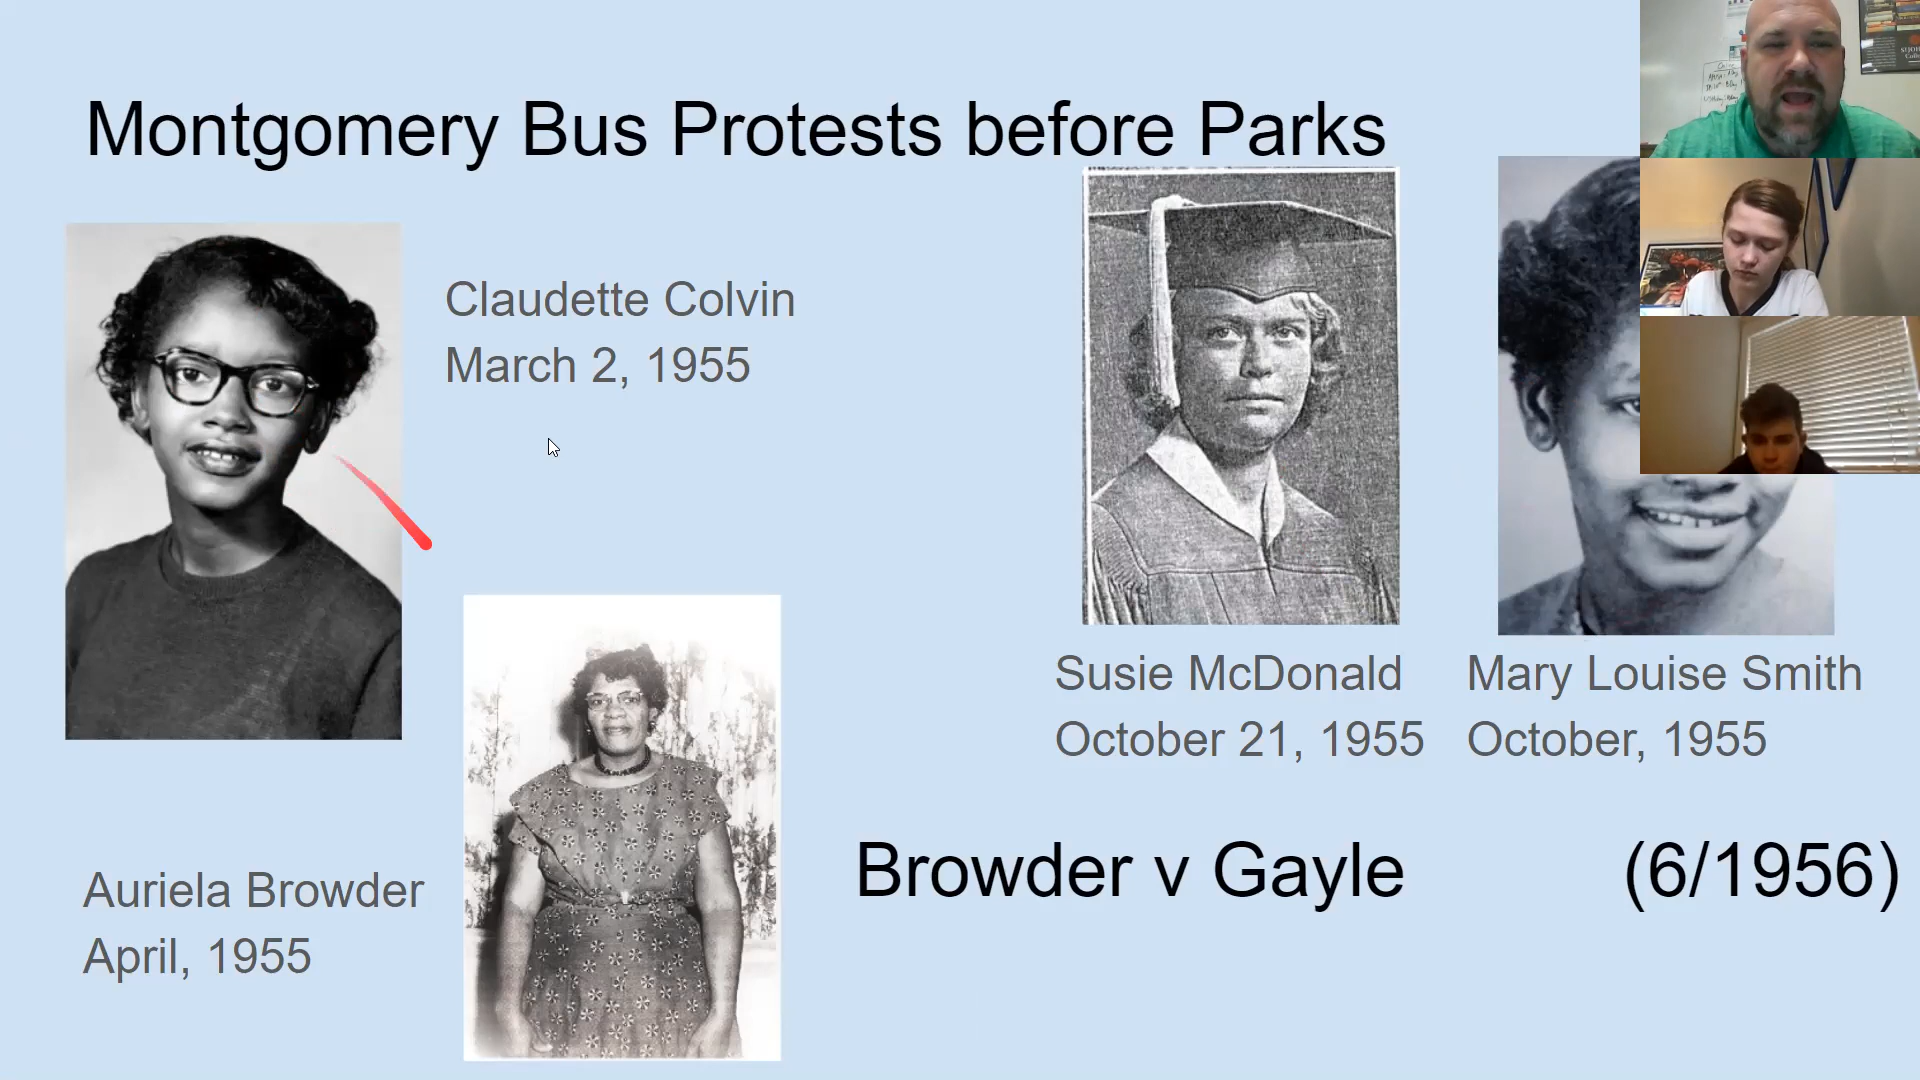 Montgomery Bus Protests before Parks
Claudette Colvin
March 2, 1955
Susie McDonald
October 21, 1955
Mary Louise Smith
October, 1955
Auriela Browder
April, 1955
Browder v Gayle (6/1956)